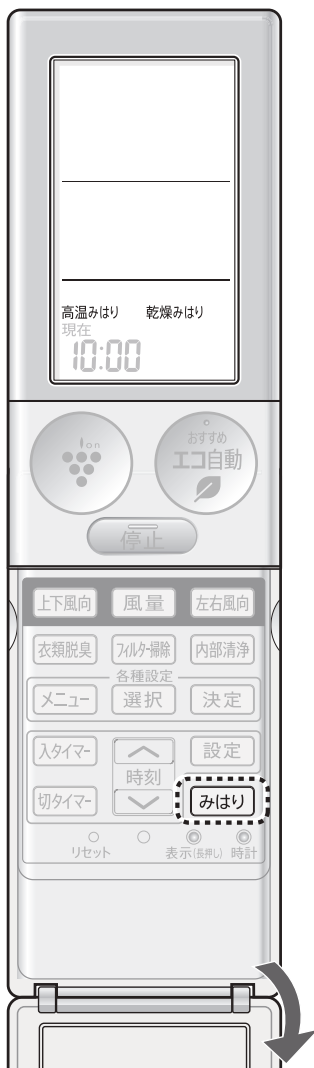 高温みはり 乾燥みはり
現在
10:00
Ion
おすすめ
エコ自動
停止
上下風向 風量 左右風向
衣類脱臭 フィルター掃除 内部清浄
各種設定
メニュー 選択 決定
入タイマー 設定
時刻
切タイマー みはり
リセット 表示(長押し) 時計